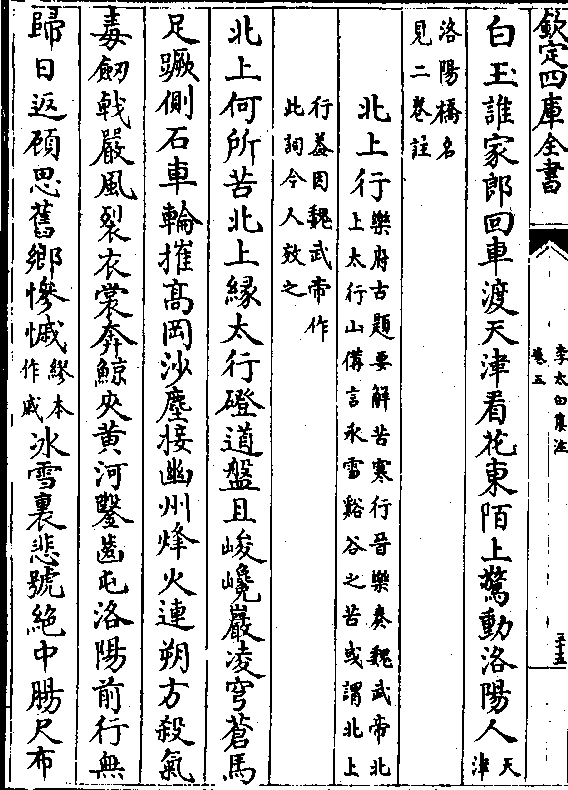 欽定四庫全書
李太白集注
卷五
三十五
白玉誰家郎回車渡天津看花東陌上驚動洛陽人天津
洛陽橋名見二卷註
北上行樂府古題要解苦寒行晉樂奏魏武帝北上太行山備言氷雪谿谷之苦或謂北上
行蓋因魏武帝作此詞今人效之
北上何所苦北上緣太行磴道盤且峻巉巖凌穹蒼馬
足蹶側石車輪摧高岡沙塵接幽州烽火連朔方殺氣
毒劒戟嚴風裂衣裳奔鯨夾黄河鑿齒屯洛陽前行無
歸日返顧思舊鄉慘慽繆本作戚氷雪裏悲號絶中腸尺布